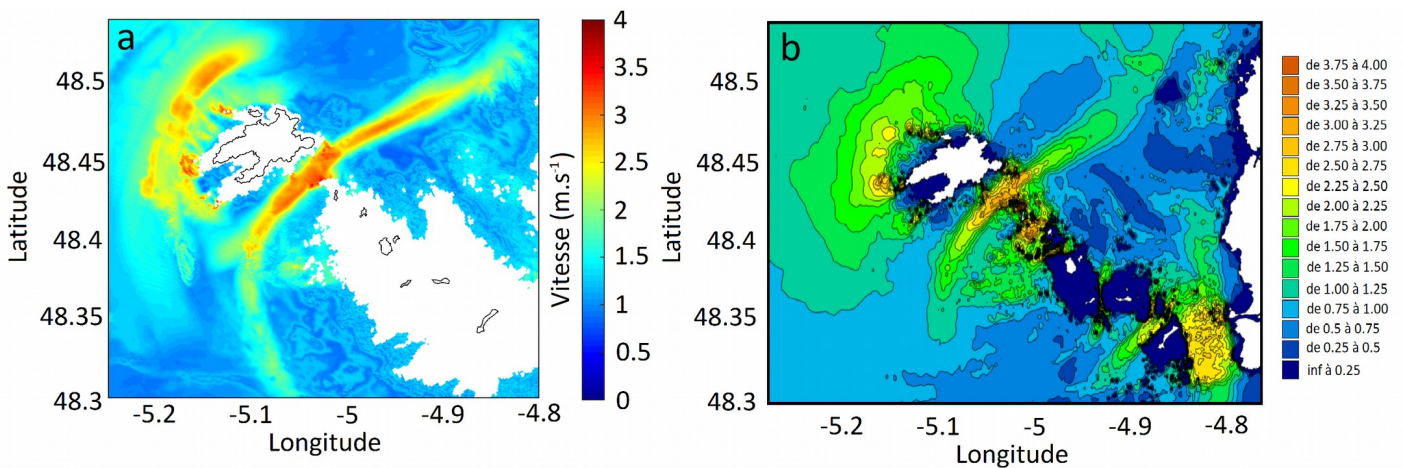 a
Latitude
48.5
48.45
48.4
48.35
48.3
-5.2
-5.1
-5
-4.9
-4.8
Longitude
Vitesse (m.s⁻¹)
4
3.5
3
2.5
2
1.5
1
0.5
0
b
Latitude
48.5
48.45
48.4
48.35
48.3
-5.2
-5.1
-5
-4.9
-4.8
Longitude
de 3.75 à 4.00
de 3.50 à 3.75
de 3.25 à 3.50
de 3.00 à 3.25
de 2.75 à 3.00
de 2.50 à 2.75
de 2.25 à 2.50
de 2.00 à 2.25
de 1.75 à 2.00
de 1.50 à 1.75
de 1.25 à 1.50
de 1.00 à 1.25
de 0.75 à 1.00
de 0.5 à 0.75
de 0.25 à 0.5
inf à 0.25